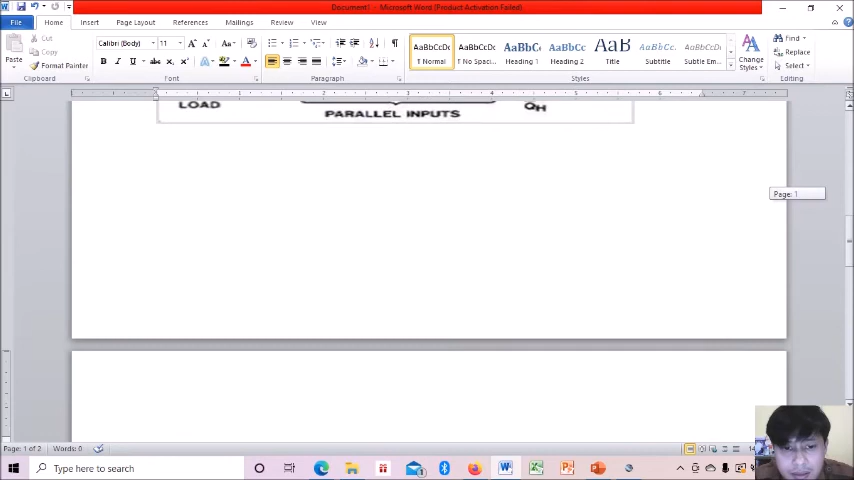 Document1 - Microsoft Word (Product Activation Failed)
File Home Insert Page Layout References Mailings Review View
Cut
Copy
Format Painter
Paste
Clipboard
Calibri (Body) 11
Font
Paragraph
AaBbCcDc AaBbCcDc AaBbC AaBbCc AaB AaBbCc. AaBbCcDc
1 Normal 1 No Spaci... Heading 1 Heading 2 Title Subtitle Subtle Em...
Styles
Change
Styles
Find
Replace
Select
Editing
LOAD
PARALLEL INPUTS
QH
Page: 1
Page: 1 of 2 Words: 0
Type here to search